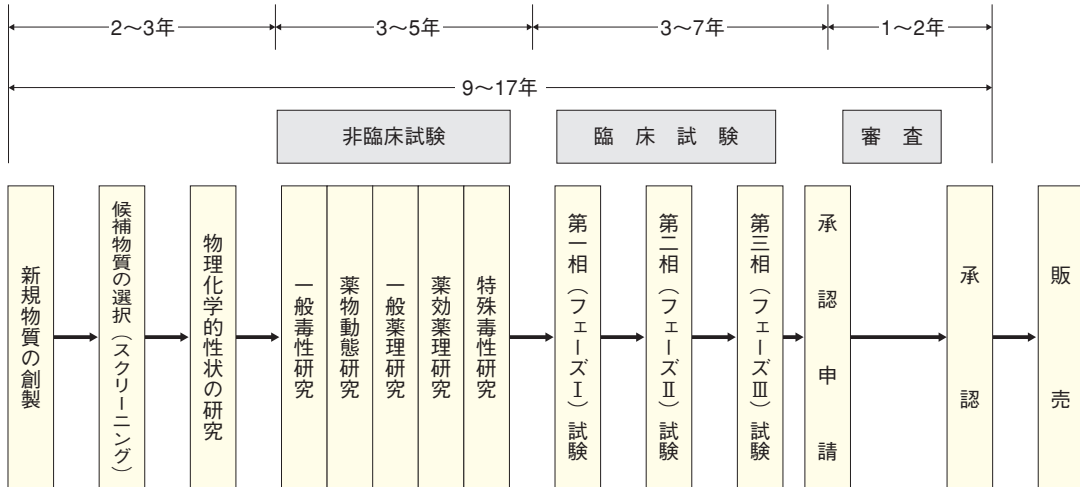 2〜3年
3〜5年
3〜7年
1〜2年
9〜17年
非臨床試験
臨床試験
審査
新規物質の創製
候補物質の選択（スクリーニング）
物理化学的性状の研究
一般毒性研究
薬物動態研究
一般薬理研究
薬効薬理研究
特殊毒性研究
第一相（フェーズⅠ）試験
第二相（フェーズⅡ）試験
第三相（フェーズⅢ）試験
承認申請
承認
販売